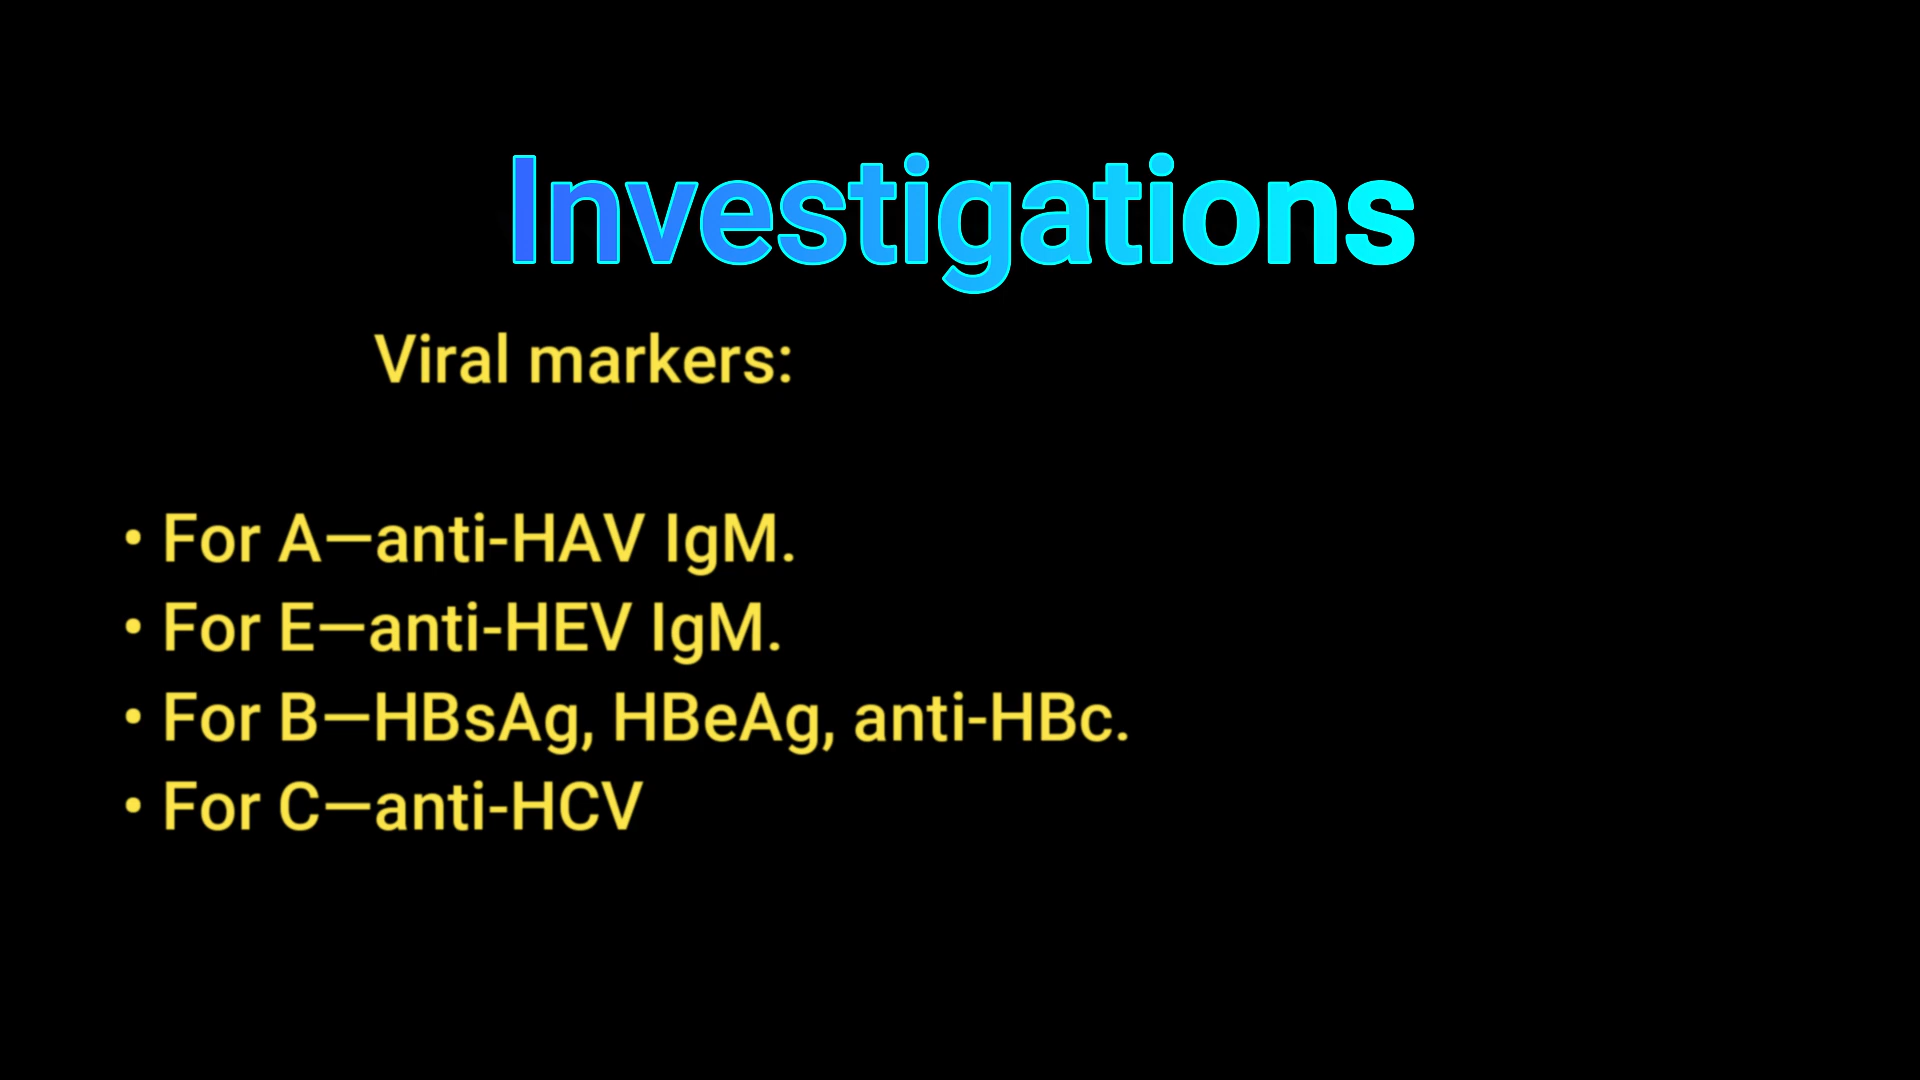 Investigations
Viral markers:
• For A—anti-HAV IgM.
• For E—anti-HEV IgM.
• For B—HBsAg, HBeAg, anti-HBc.
• For C—anti-HCV